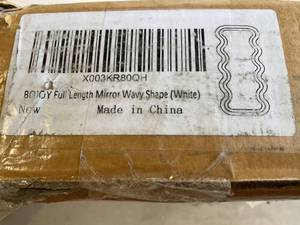 X003KR80QH
BOJOY Full Length Mirror Wavy Shape (White)
New
Made in China